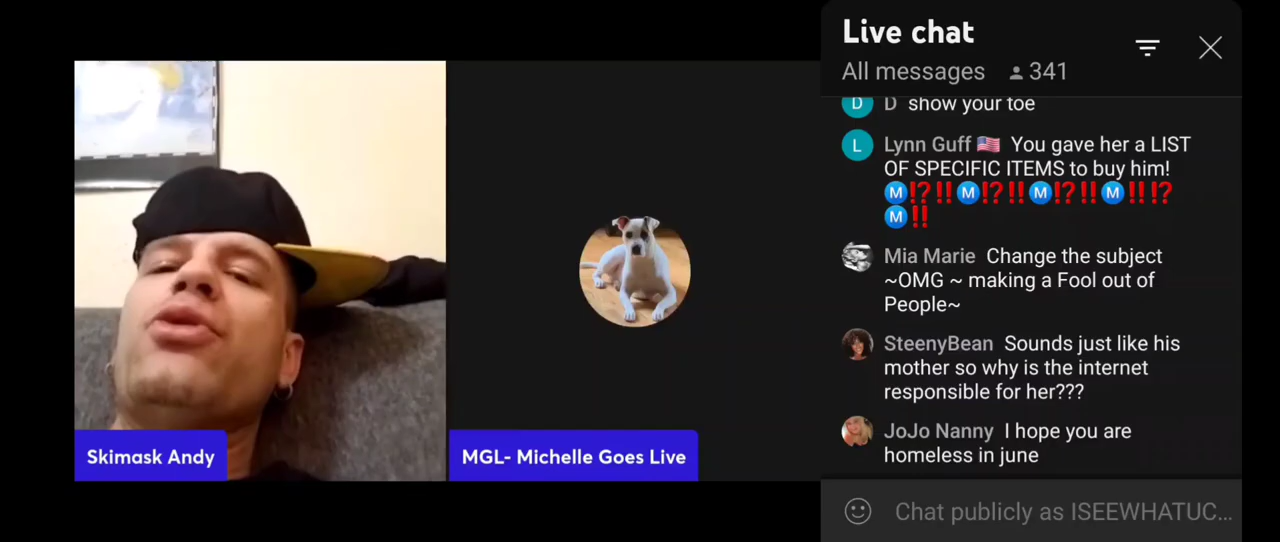 Live chat
All messages 341
D show your toe
L Lynn Guff 🇺🇸 You gave her a LIST
OF SPECIFIC ITEMS to buy him!
Ⓜ️⁉️‼️Ⓜ️⁉️‼️Ⓜ️⁉️‼️Ⓜ️‼️⁉️
Ⓜ️‼️
Mia Marie Change the subject
~OMG ~ making a Fool out of
People~
SteenyBean Sounds just like his
mother so why is the internet
responsible for her???
JoJo Nanny I hope you are
homeless in june
Chat publicly as ISEEWHATUC...
Skimask Andy
MGL- Michelle Goes Live